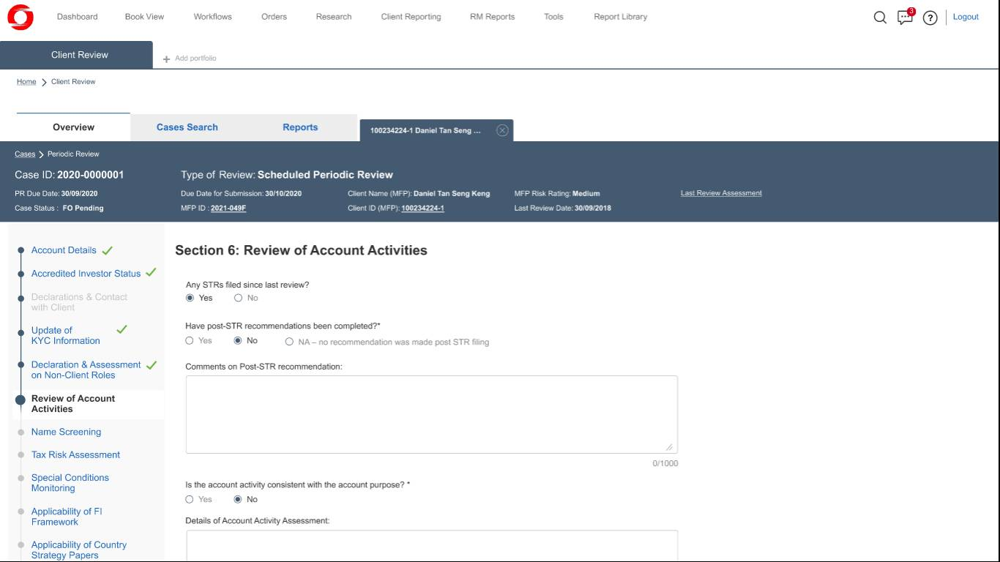 Dashboard Book View Workflows Orders Research Client Reporting RM Reports Tools Report Library 3 ? Logout
Client Review + Add portfolio
Home > Client Review
Overview Cases Search Reports 100234224-1 Daniel Tan Seng ...
Cases > Periodic Review
Case ID: 2020-0000001 Type of Review: Scheduled Periodic Review
PR Due Date: 30/09/2020 Due Date for Submission: 30/10/2020 Client Name (MFP): Daniel Tan Seng Keng MFP Risk Rating: Medium Last Review Assessment
Case Status : FO Pending MFP ID : 2021-049F Client ID (MFP): 100234224-1 Last Review Date: 30/09/2018
Account Details
Accredited Investor Status
Declarations & Contact
with Client
Update of
KYC Information
Declaration & Assessment
on Non-Client Roles
Review of Account
Activities
Name Screening
Tax Risk Assessment
Special Conditions
Monitoring
Applicability of FI
Framework
Applicability of Country
Strategy Papers
Section 6: Review of Account Activities
Any STRs filed since last review?
Yes No
Have post-STR recommendations been completed?*
Yes No NA – no recommendation was made post STR filing
Comments on Post-STR recommendation:
0/1000
Is the account activity consistent with the account purpose? *
Yes No
Details of Account Activity Assessment: